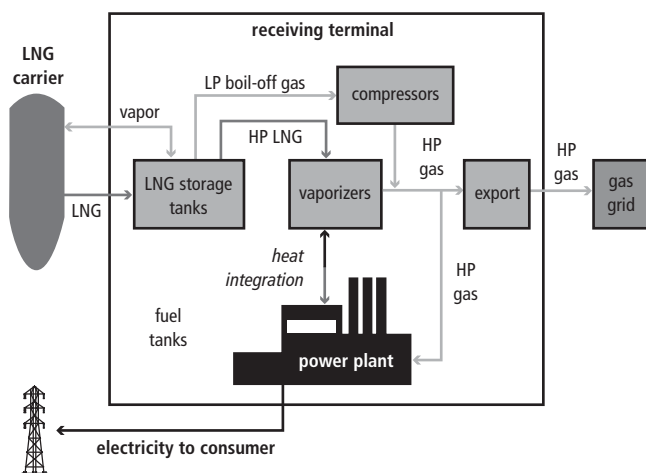 receiving terminal
LNG
carrier
LP boil-off gas
compressors
vapor
HP LNG
HP
gas
HP
gas
LNG storage
tanks
vaporizers
export
gas
grid
LNG
heat
integration
HP
gas
fuel
tanks
power plant
electricity to consumer